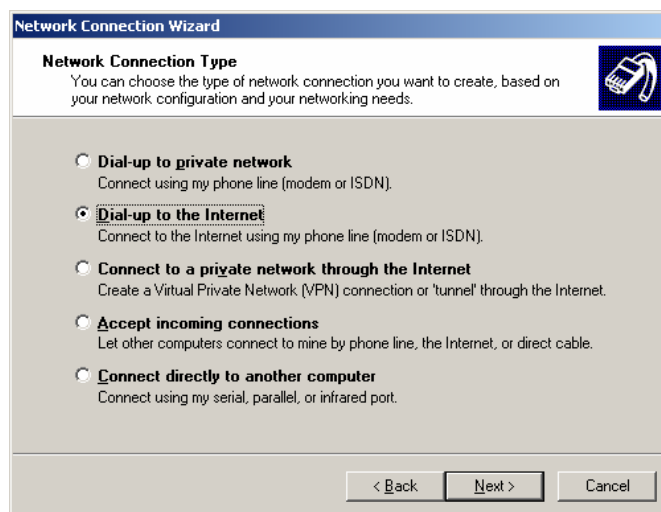 Network Connection Wizard
Network Connection Type
You can choose the type of network connection you want to create, based on
your network configuration and your networking needs.
Dial-up to private network
Connect using my phone line (modem or ISDN).
Dial-up to the Internet
Connect to the Internet using my phone line (modem or ISDN).
Connect to a private network through the Internet
Create a Virtual Private Network (VPN) connection or 'tunnel' through the Internet.
Accept incoming connections
Let other computers connect to mine by phone line, the Internet, or direct cable.
Connect directly to another computer
Connect using my serial, parallel, or infrared port.
< Back Next > Cancel